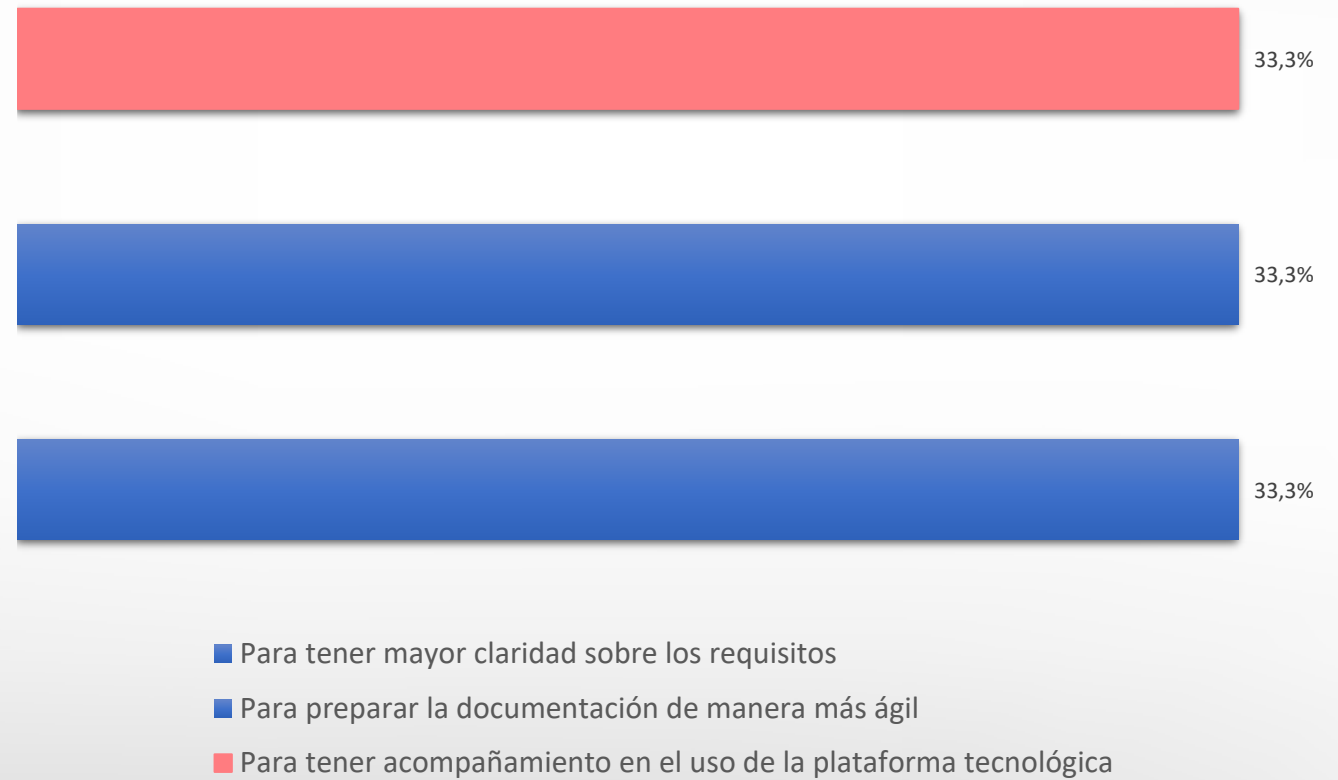 33,3%
33,3%
33,3%
Para tener mayor claridad sobre los requisitos
Para preparar la documentación de manera más ágil
Para tener acompañamiento en el uso de la plataforma tecnológica